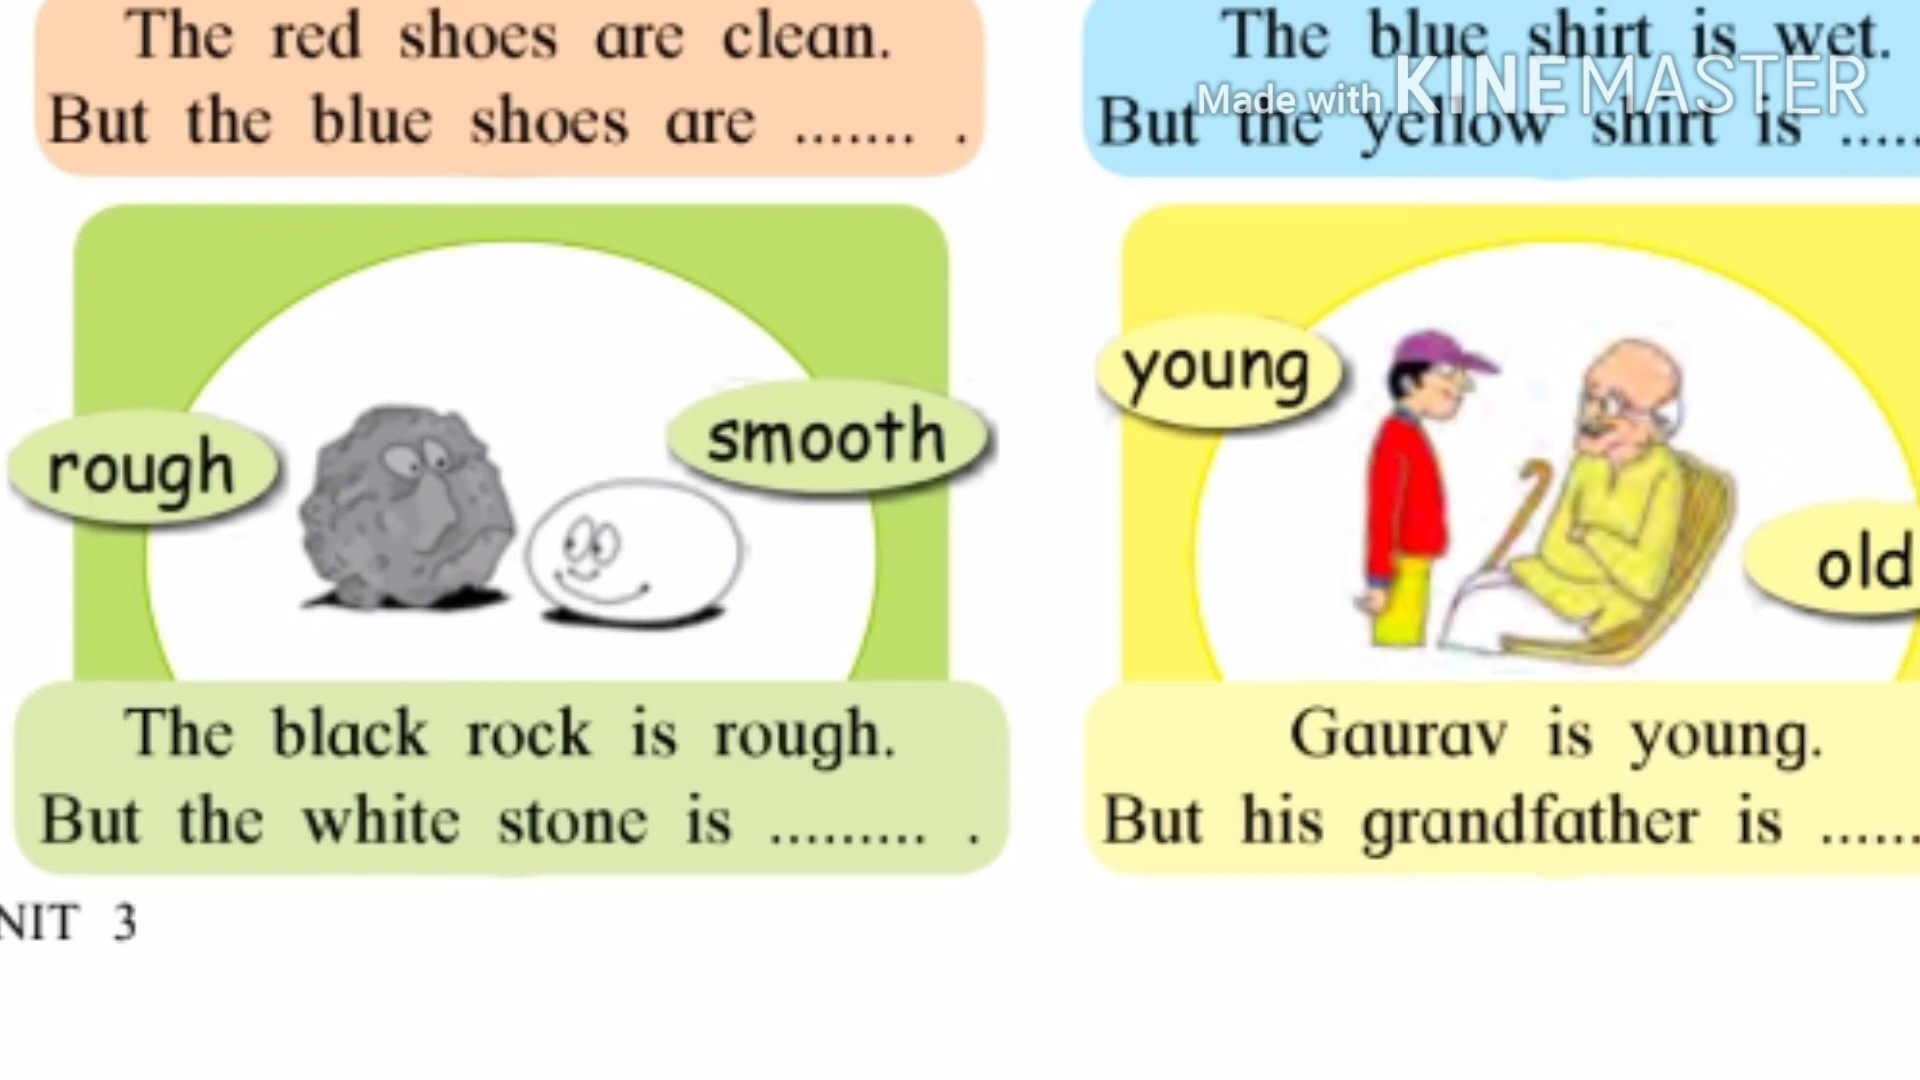 The red shoes are clean.
But the blue shoes are ....... .
The blue shirt is wet.
But the yellow shirt is .....
Made with KINEMASTER
rough
smooth
The black rock is rough.
But the white stone is ......... .
young
old
Gaurav is young.
But his grandfather is ......
NIT 3